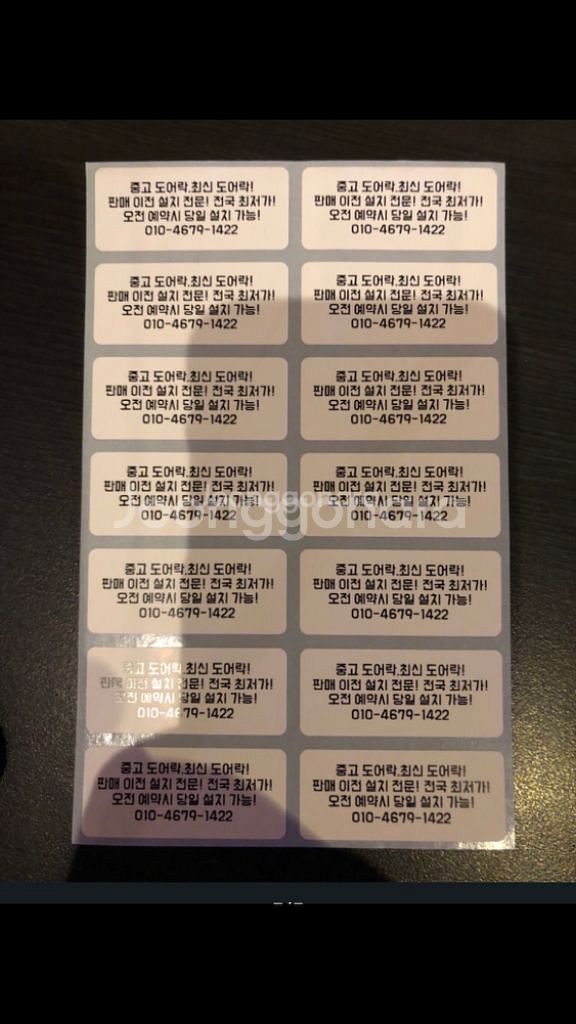 중고 도어락,최신 도어락!
판매 이전 설치 전문! 전국 최저가!
오전 예약시 당일 설치 가능!
010-4679-1422
중고 도어락,최신 도어락!
판매 이전 설치 전문! 전국 최저가!
오전 예약시 당일 설치 가능!
010-4679-1422
중고 도어락,최신 도어락!
판매 이전 설치 전문! 전국 최저가!
오전 예약시 당일 설치 가능!
010-4679-1422
중고 도어락,최신 도어락!
판매 이전 설치 전문! 전국 최저가!
오전 예약시 당일 설치 가능!
010-4679-1422
중고 도어락,최신 도어락!
판매 이전 설치 전문! 전국 최저가!
오전 예약시 당일 설치 가능!
010-4679-1422
중고 도어락,최신 도어락!
판매 이전 설치 전문! 전국 최저가!
오전 예약시 당일 설치 가능!
010-4679-1422
중고 도어락,최신 도어락!
판매 이전 설치 전문! 전국 최저가!
오전 예약시 당일 설치 가능!
010-4679-1422
중고 도어락,최신 도어락!
판매 이전 설치 전문! 전국 최저가!
오전 예약시 당일 설치 가능!
010-4679-1422
joonggonara
중고 도어락,최신 도어락!
판매 이전 설치 전문! 전국 최저가!
오전 예약시 당일 설치 가능!
010-4679-1422
중고 도어락,최신 도어락!
판매 이전 설치 전문! 전국 최저가!
오전 예약시 당일 설치 가능!
010-4679-1422
중고 도어락,최신 도어락!
판매 이전 설치 전문! 전국 최저가!
오전 예약시 당일 설치 가능!
010-4679-1422
중고 도어락,최신 도어락!
판매 이전 설치 전문! 전국 최저가!
오전 예약시 당일 설치 가능!
010-4679-1422
중고 도어락,최신 도어락!
판매 이전 설치 전문! 전국 최저가!
오전 예약시 당일 설치 가능!
010-4679-1422
중고 도어락,최신 도어락!
판매 이전 설치 전문! 전국 최저가!
오전 예약시 당일 설치 가능!
010-4679-1422